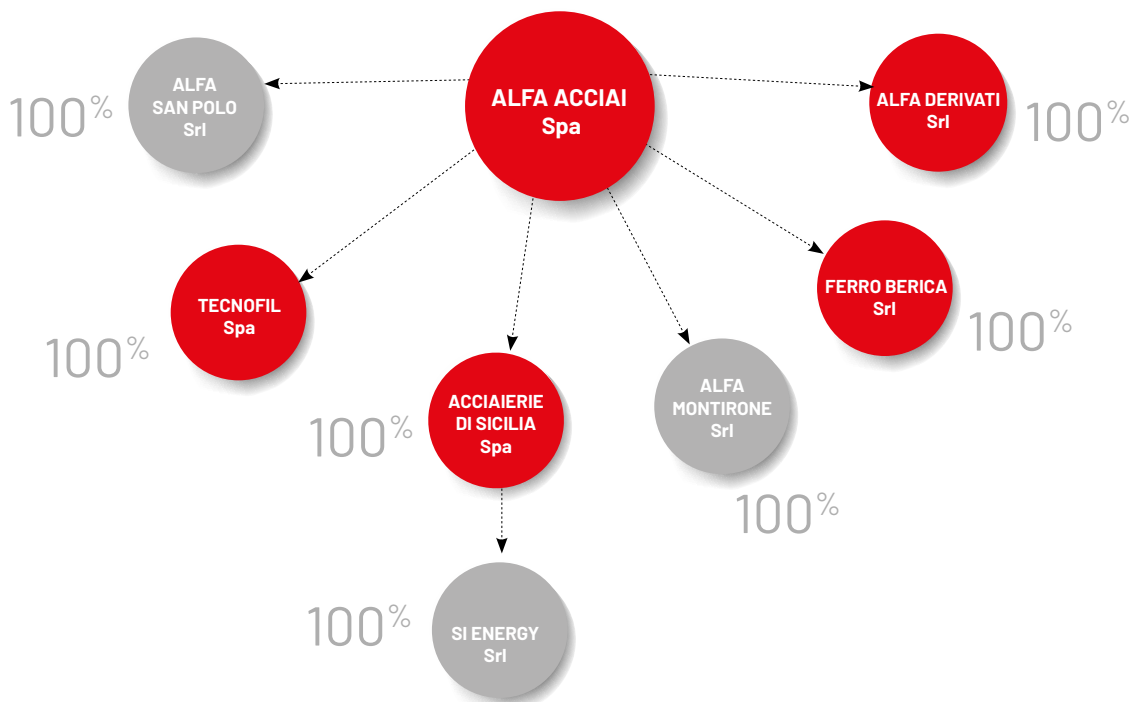 ALFA
SAN POLO
Srl
100%
ALFA ACCIAI
Spa
ALFA DERIVATI
Srl
100%
TECNOFIL
Spa
100%
FERRO BERICA
Srl
100%
ACCIAIERIE
DI SICILIA
Spa
100%
ALFA
MONTIRONE
Srl
100%
SI ENERGY
Srl
100%